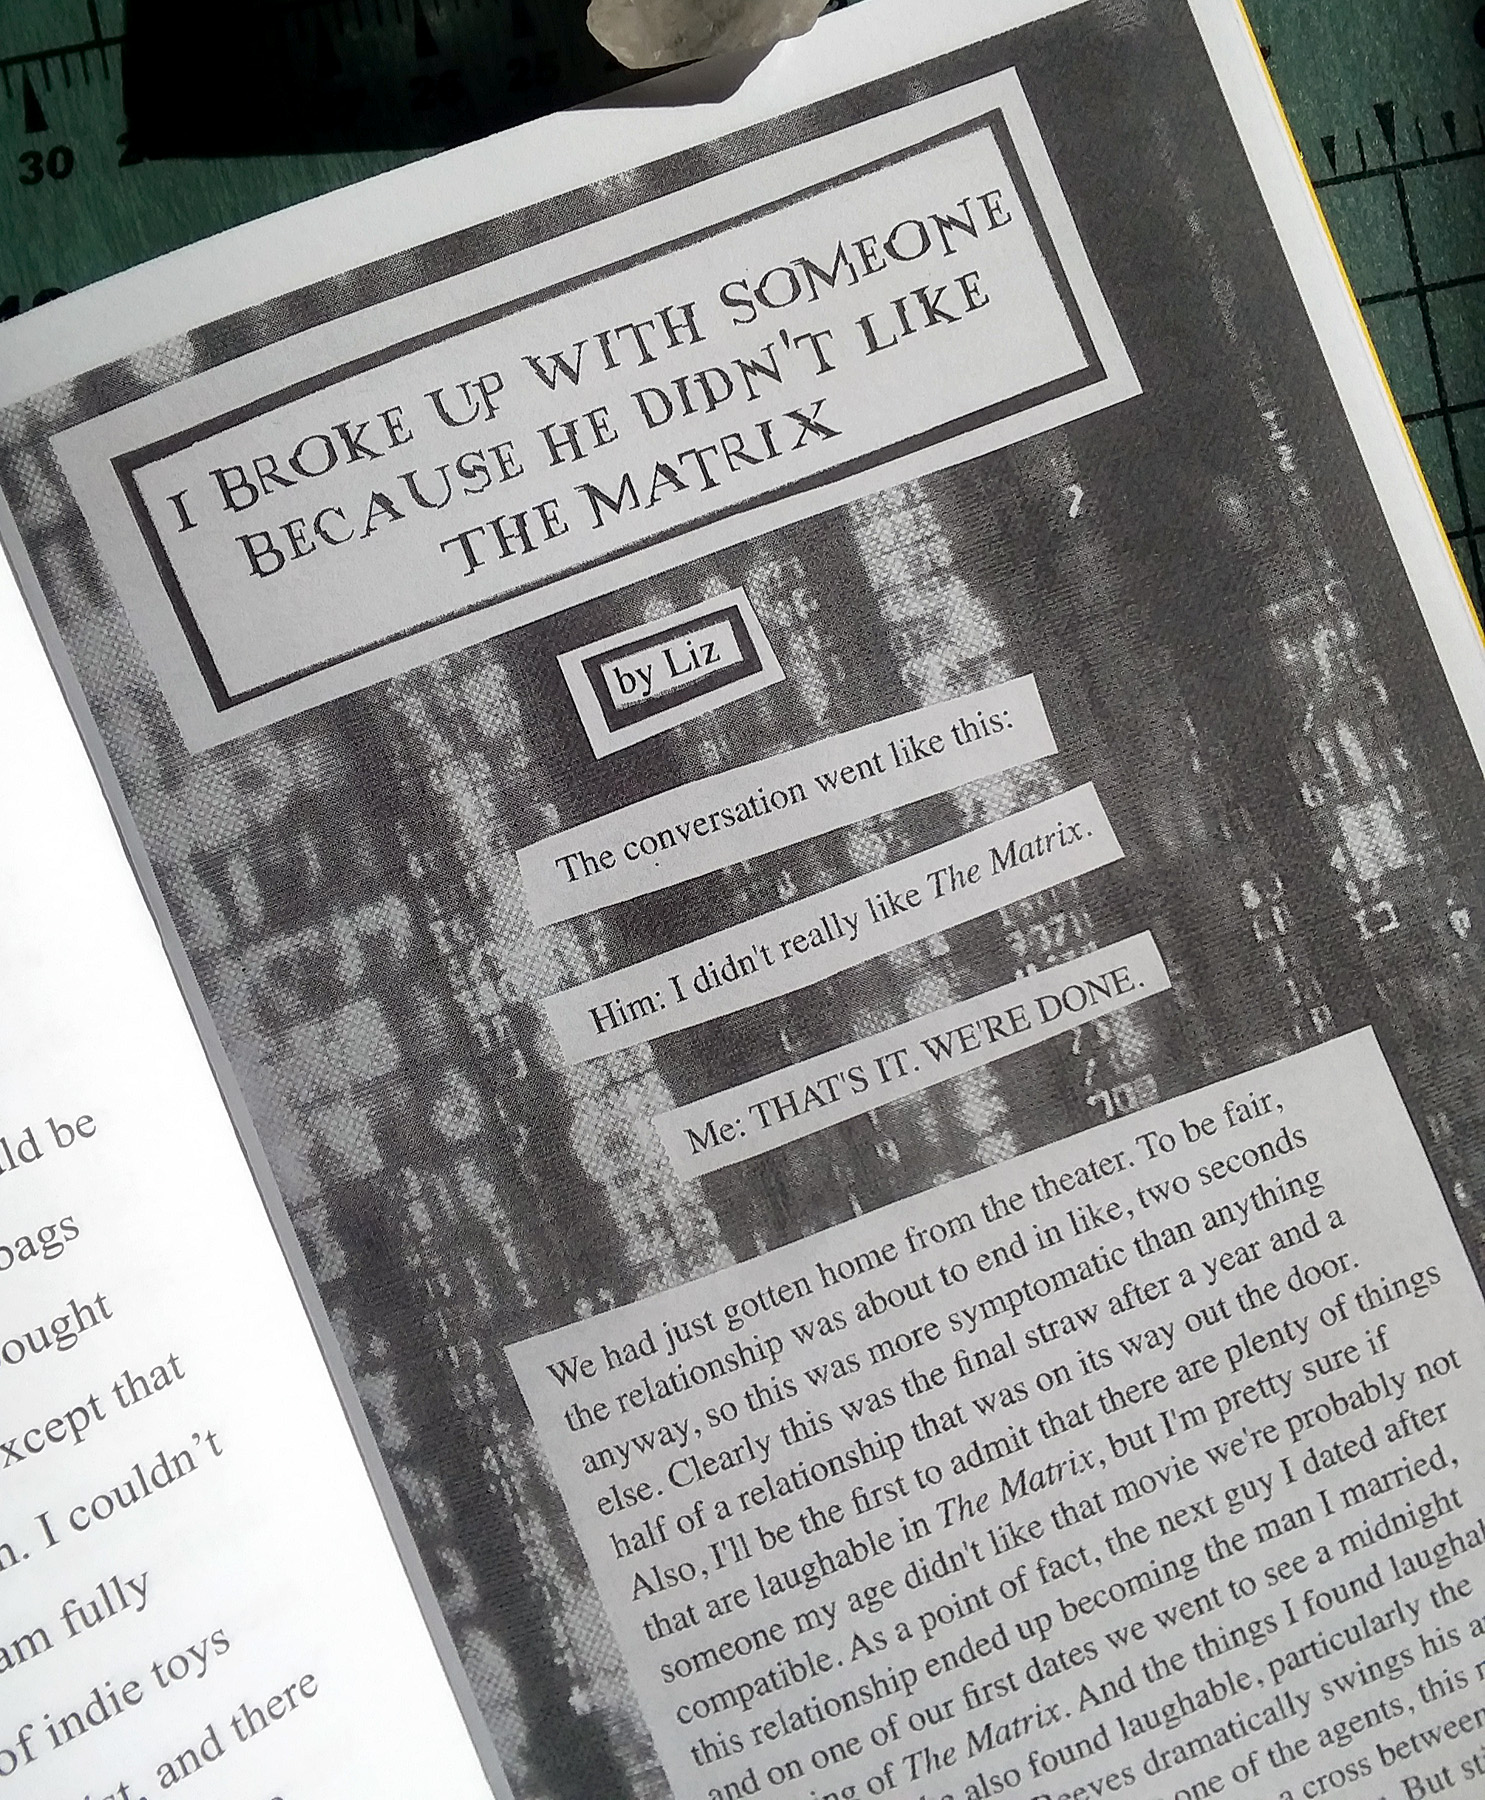 30
I BROKE UP WITH SOMEONE
BECAUSE HE DIDN'T LIKE
THE MATRIX
by Liz
The conversation went like this:
Him: I didn't really like The Matrix.
Me: THAT'S IT. WE'RE DONE.
We had just gotten home from the theater. To be fair,
the relationship was about to end in like, two seconds
anyway, so this was more symptomatic than anything
else. Clearly this was the final straw after a year and a
half of a relationship that was on its way out the door.
Also, I'll be the first to admit that there are plenty of things
that are laughable in The Matrix, but I'm pretty sure if
someone my age didn't like that movie we're probably not
compatible. As a point of fact, the next guy I dated after
this relationship ended up becoming the man I married,
and on one of our first dates we went to see a midnight
of The Matrix. And the things I found
also found laughable, particularly the
dramatically swings his
one of the agents, this
a cross between
But
be
that
. I couldn't
am fully
of indie toys
, and there